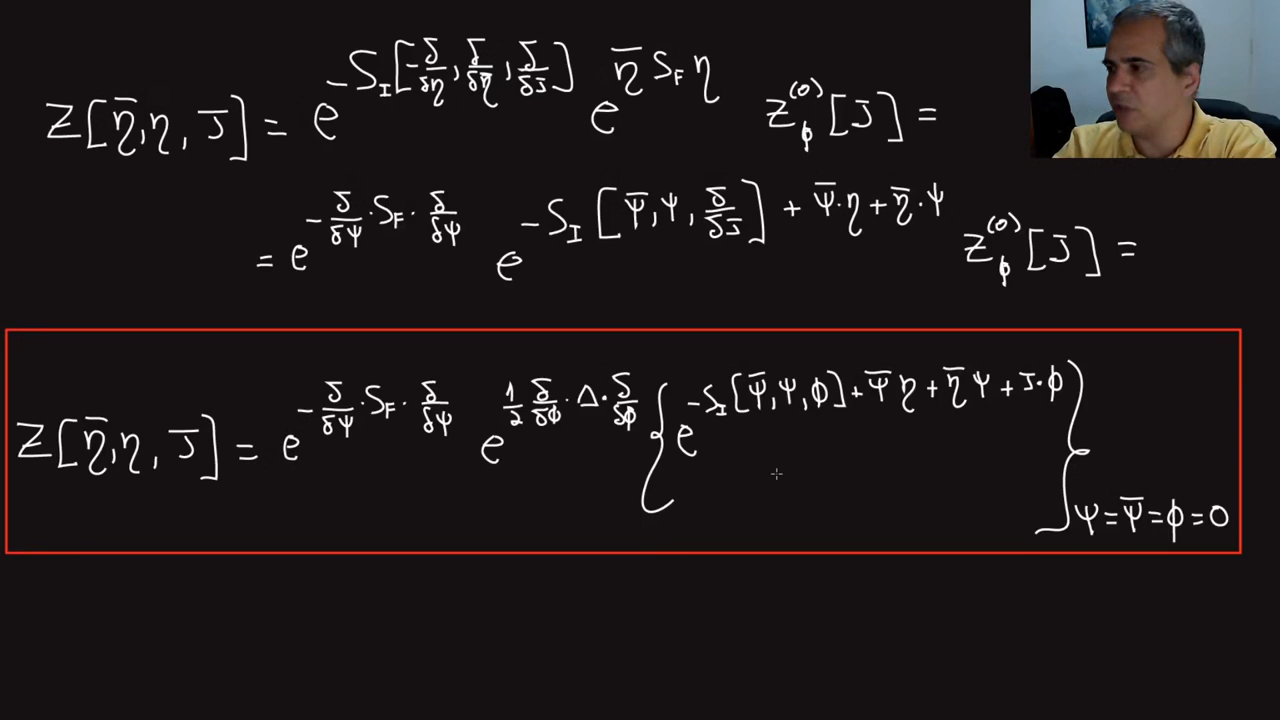 Z[η̄,η,J] = e^{-S_I[-δ/δη, δ/δη̄, δ/δJ]} e^{η̄ S_F η} Z_ϕ^{(0)}[J] =
= e^{-δ/δψ·S_F·δ/δψ} e^{-S_I[ψ̄,ψ,δ/δJ] + ψ̄·η + η̄·ψ} Z_ϕ^{(0)}[J] =
Z[η̄,η,J] = e^{-δ/δψ·S_F·δ/δψ} e^{1/2 δ/δϕ·Δ·δ/δϕ} { e^{-S_I[ψ̄,ψ,ϕ] + ψ̄η + η̄ψ + J·ϕ} }_{ψ=ψ̄=ϕ=0}